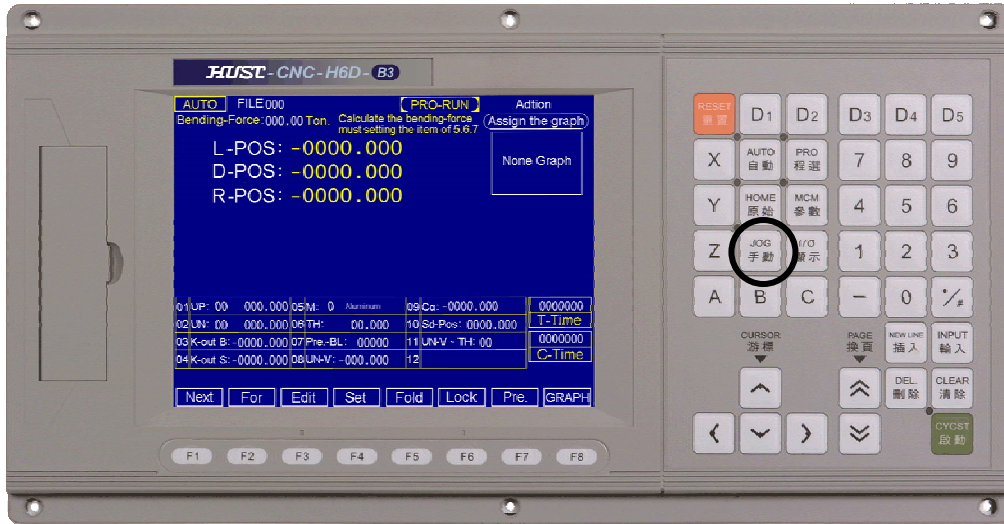 HUST-CNC-H6D-B3
AUTO FILE:000 PRO-RUN Adtion
Bending-Force:000.00 Ton. Calculate the bending-force (Assign the graph)
must setting the item of 5.6.7
L-POS: -0000.000
None Graph
D-POS: -0000.000
R-POS: -0000.000
01 UP: 00 000.000 05 M: 0 Aluminum 09 Ca: -0000.000 0000000
02 UN: 00 000.000 06 TH: 00.000 10 Sd-Pos: 0000.000 T-Time
03 K-out B:-0000.000 07 Pre.-BL: 00000 11 UN-V、TH: 00 0000000
04 K-out S:-0000.000 08 UN-V: -000.000 12 C-Time
Next For Edit Set Fold Lock Pre. GRAPH
F1 F2 F3 F4 F5 F6 F7 F8
RESET
重置
D1 D2 D3 D4 D5
X
AUTO
自動
PRO
程選
7 8 9
Y
HOME
原始
MCM
參數
4 5 6
Z
JOG
手動
I/O
顯示
1 2 3
A B C - 0 ·/#
CURSOR
游標
PAGE
換頁
NEW LINE
插入
INPUT
輸入
DEL.
刪除
CLEAR
清除
CYCST
啟動